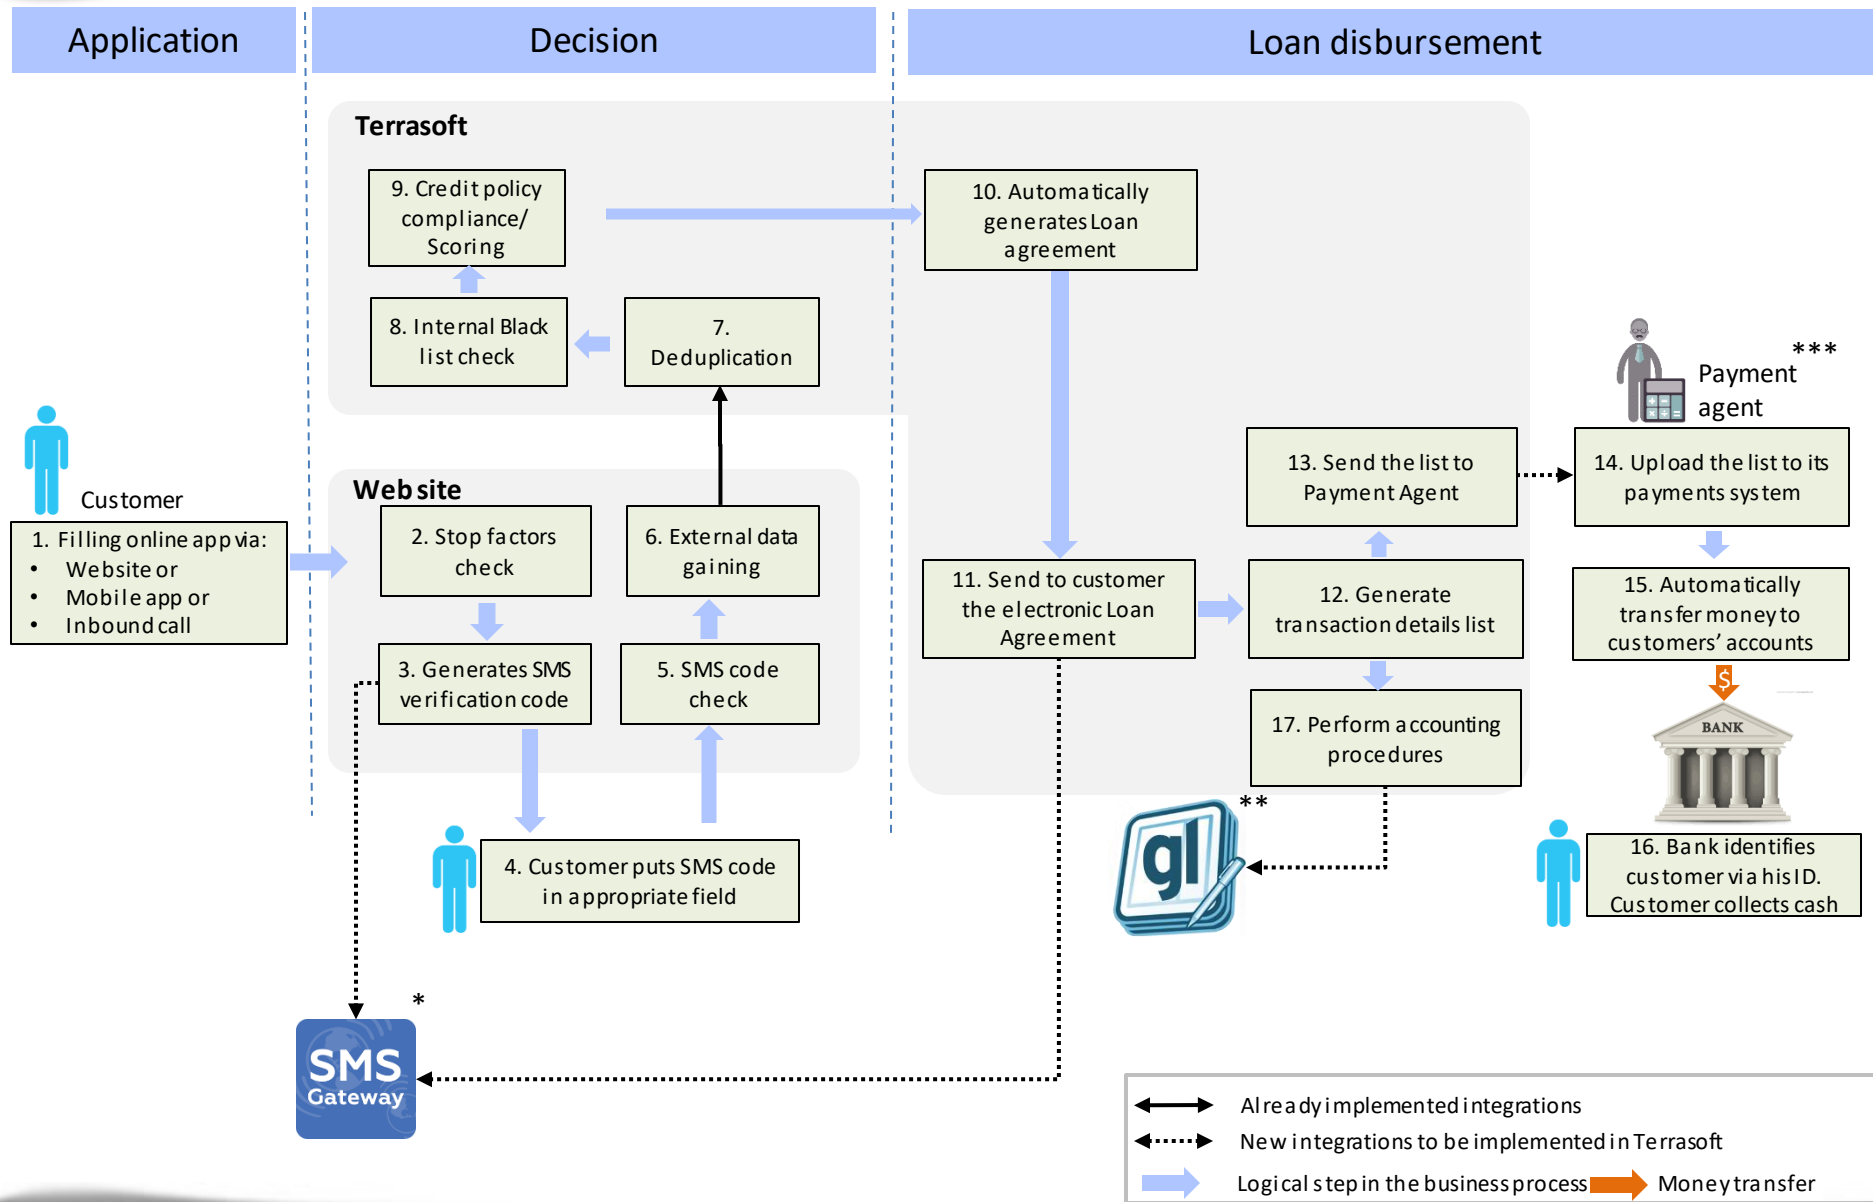 Application
Decision
Loan disbursement
Terrasoft
9. Credit policy
compliance/
Scoring
10. Automatically
generates Loan
agreement
8. Internal Black
list check
7.
Deduplication
***
Payment
agent
Customer
1. Filling online app via:
• Website or
• Mobile app or
• Inbound call
Website
2. Stop factors
check
6. External data
gaining
3. Generates SMS
verification code
5. SMS code
check
4. Customer puts SMS code
in appropriate field
11. Send to customer
the electronic Loan
Agreement
13. Send the list to
Payment Agent
12. Generate
transaction details list
17. Perform accounting
procedures
14. Upload the list to its
payments system
15. Automatically
transfer money to
customers’ accounts
$
BANK
16. Bank identifies
customer via his ID.
Customer collects cash
**
gl
*
SMS
Gateway
Already implemented integrations
New integrations to be implemented in Terrasoft
Logical step in the business process
Money transfer